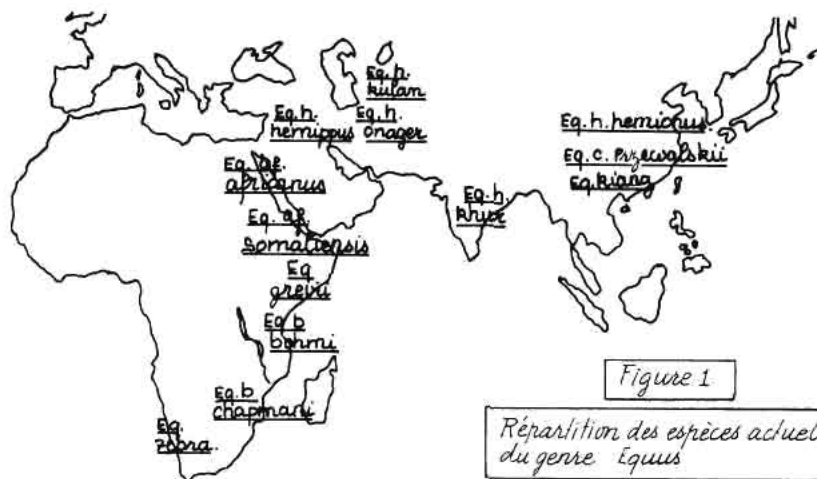 Eq. h.
kulan
Eq. h.
hemippus
Eq. h.
onager
Eq. h. hemionus
Eq. c. Przewalskii
Eq. kiang
Eq. af.
africanus
Eq. h.
khur
Eq. af.
Somaliensis
Eq
grevii
Eq b
bohmi
Eq. b
chapmani
Eq.
zebra.
Figure 1
Répartition des espèces actuel
du genre Equus